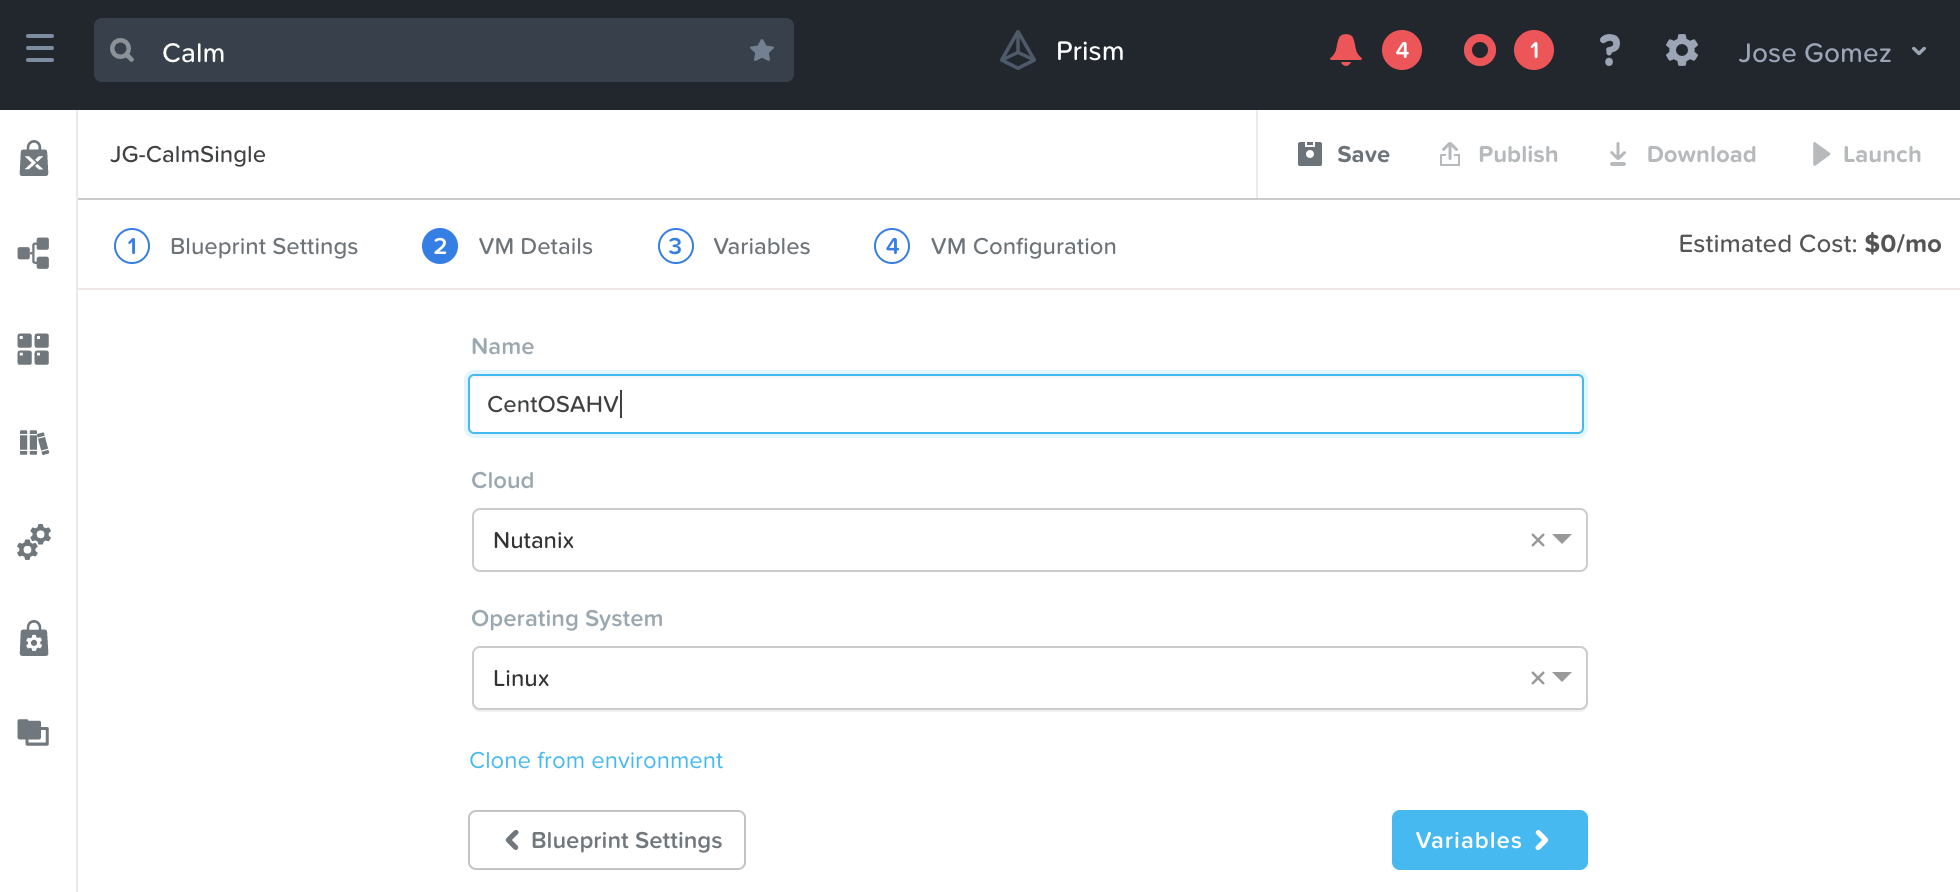 Calm
Prism
4
1
?
Jose Gomez
JG-CalmSingle
Save
Publish
Download
Launch
1 Blueprint Settings
2 VM Details
3 Variables
4 VM Configuration
Estimated Cost: $0/mo
Name
CentOSAHV
Cloud
Nutanix
Operating System
Linux
Clone from environment
Blueprint Settings
Variables